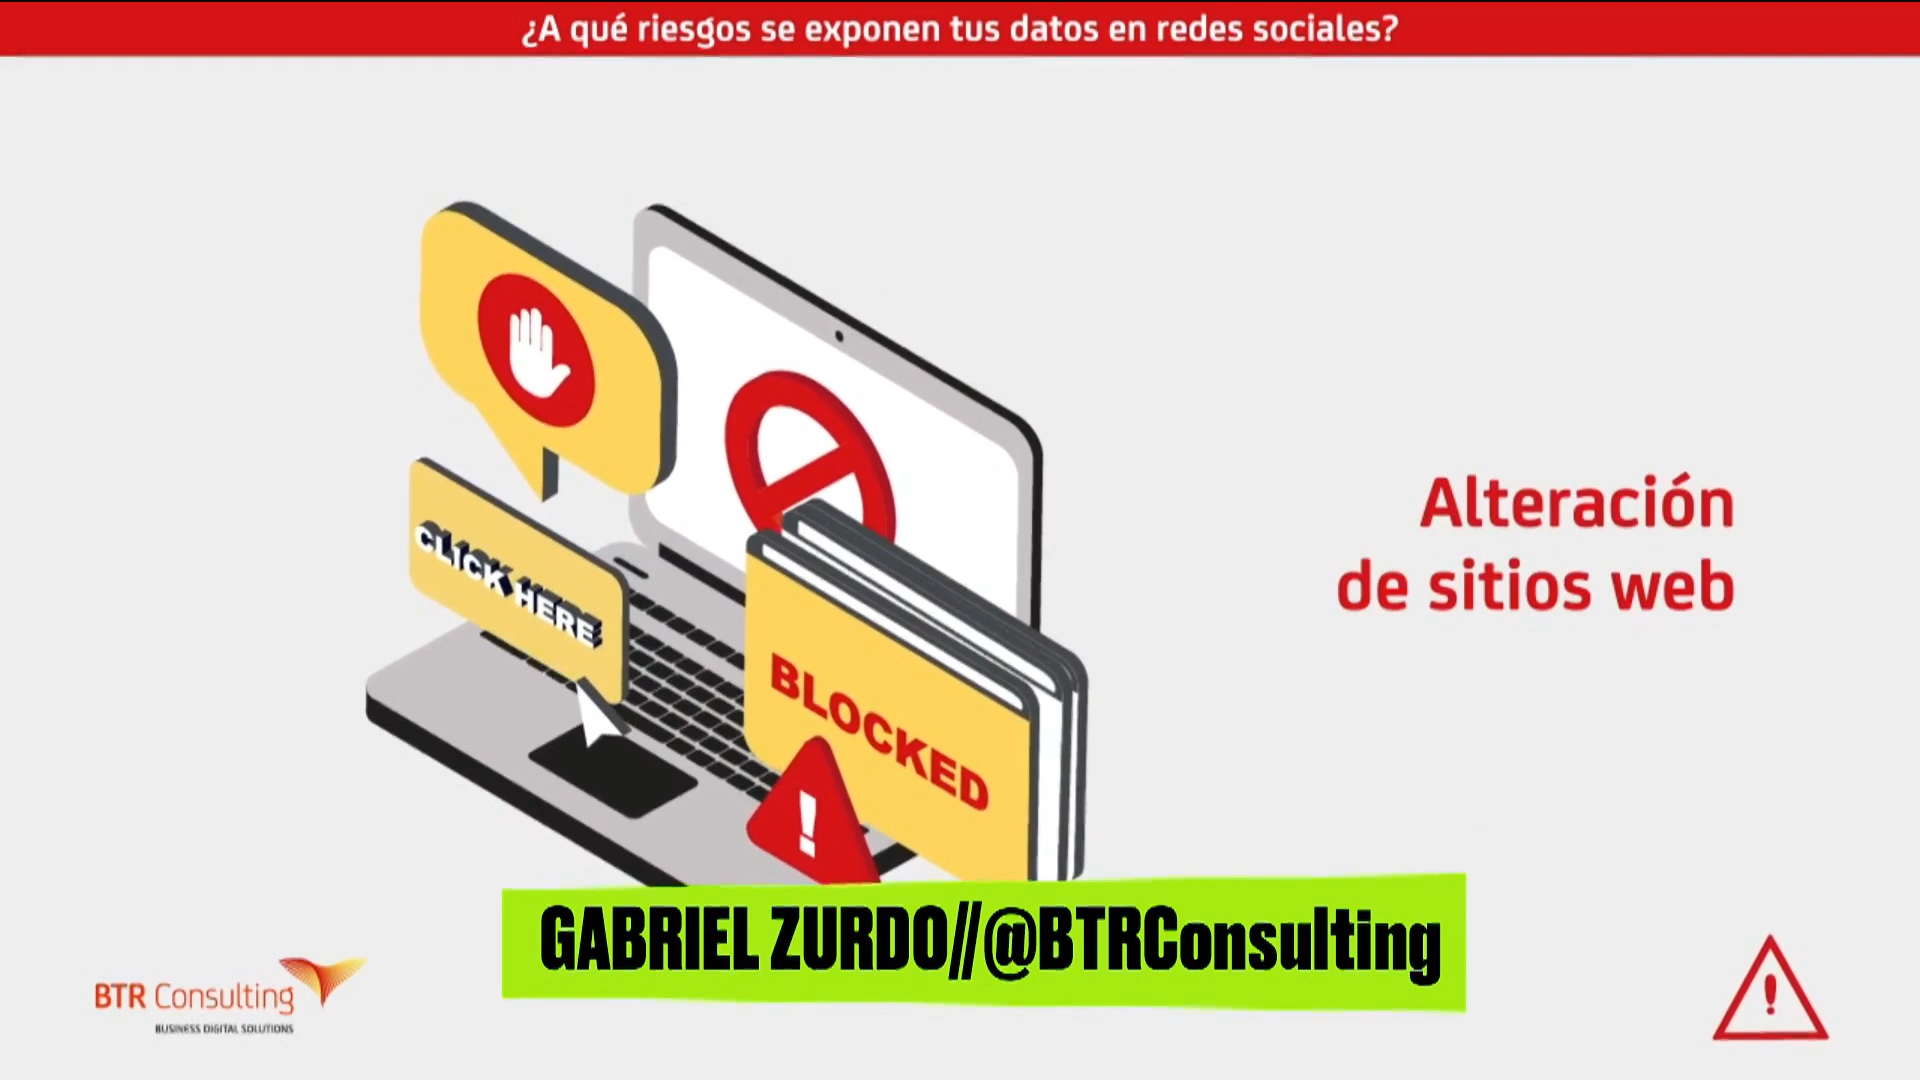 ¿A qué riesgos se exponen tus datos en redes sociales?
CLICK HERE
BLOCKED
Alteración
de sitios web
GABRIEL ZURDO//@BTRConsulting
BTR Consulting
BUSINESS DIGITAL SOLUTIONS